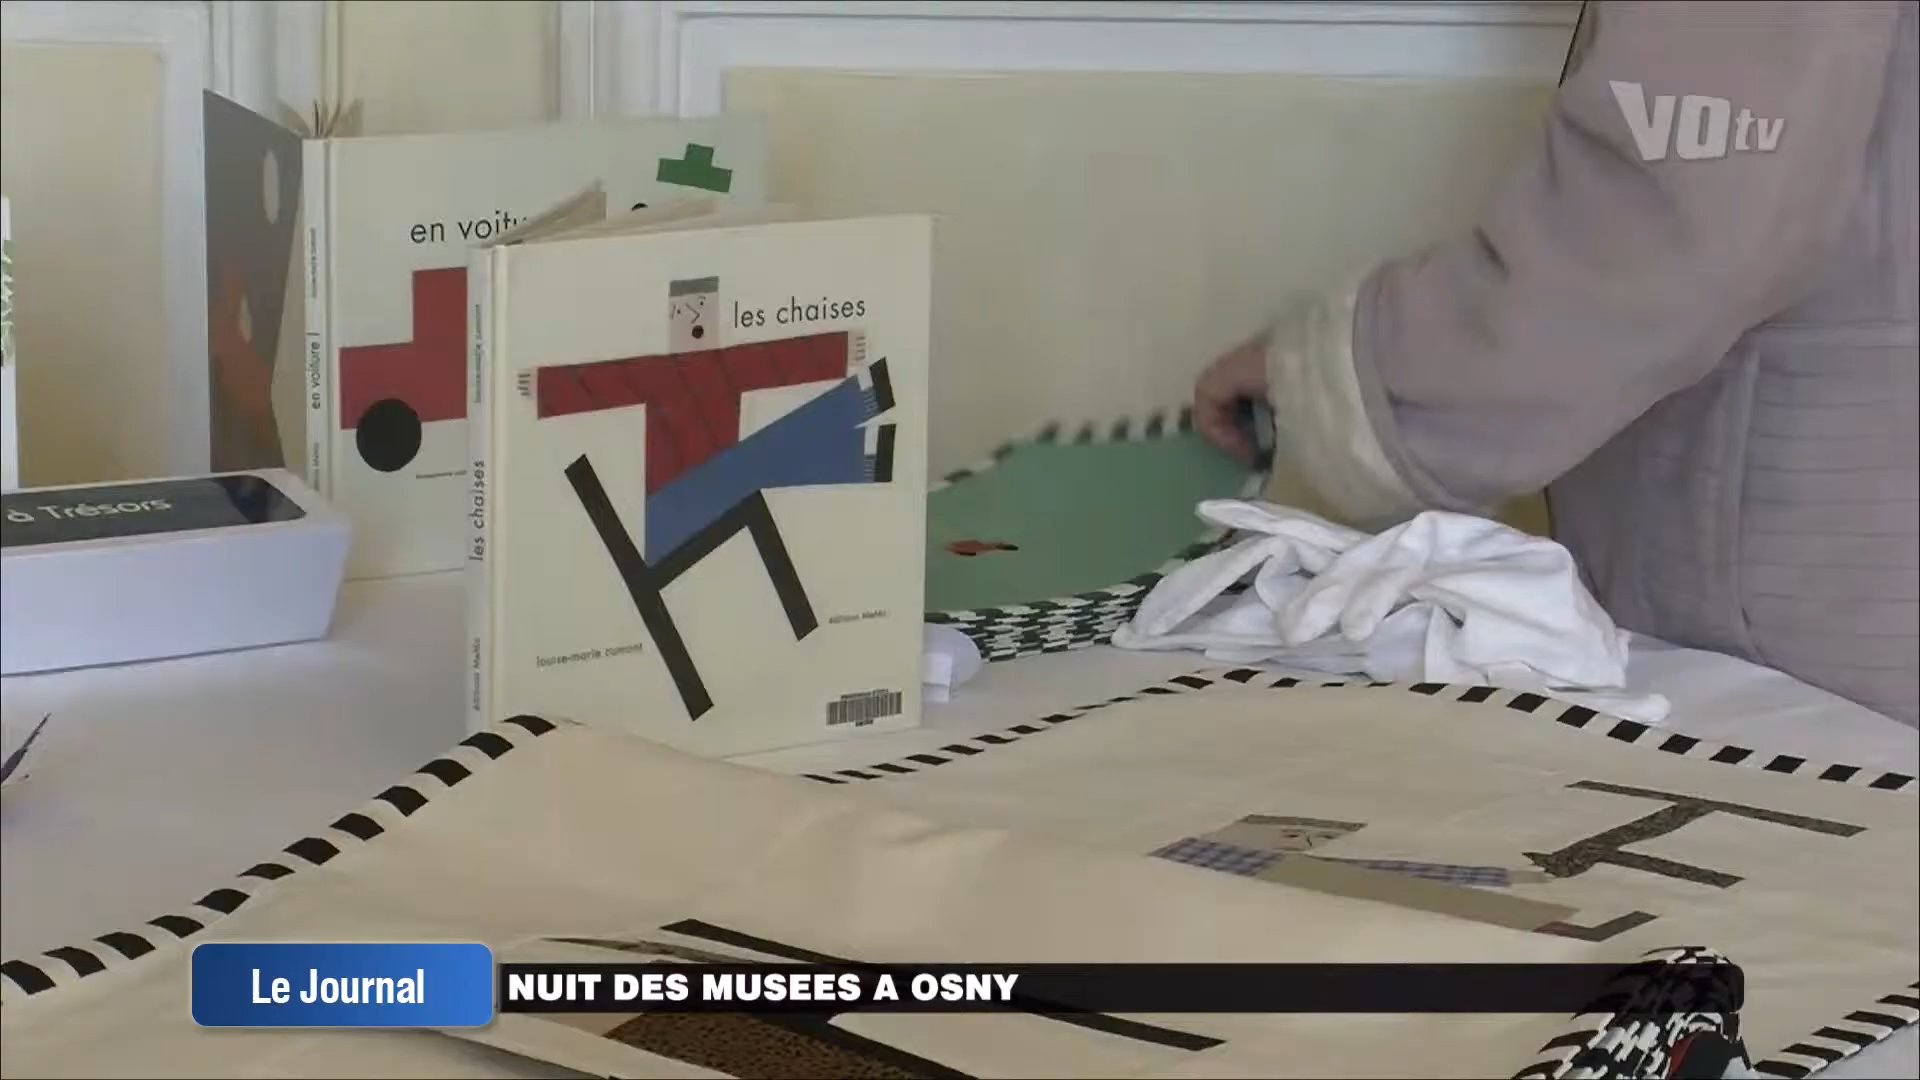 VOtv
en voitu
en voiture !
les chaises
les chaises
louise-marie cumont
éditions MeMo
à Trésors
Le Journal
NUIT DES MUSEES A OSNY